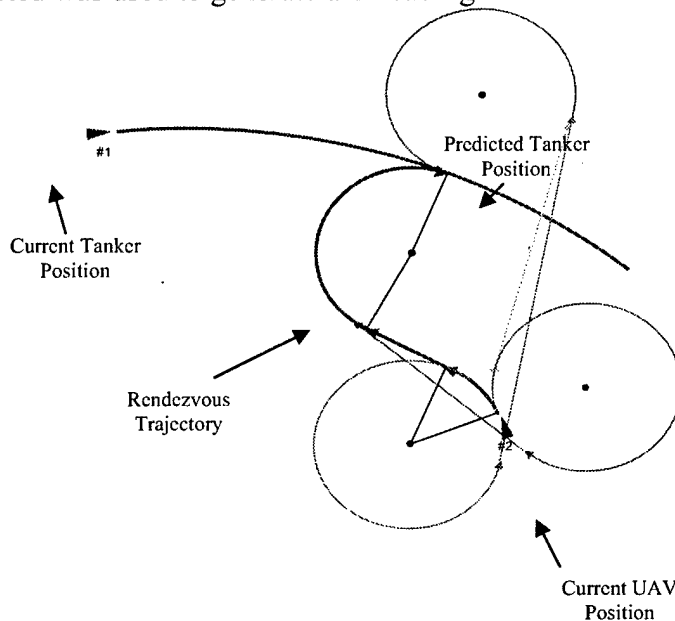 #1
Predicted Tanker
Position
Current Tanker
Position
Rendezvous
Trajectory
#2
Current UAV
Position